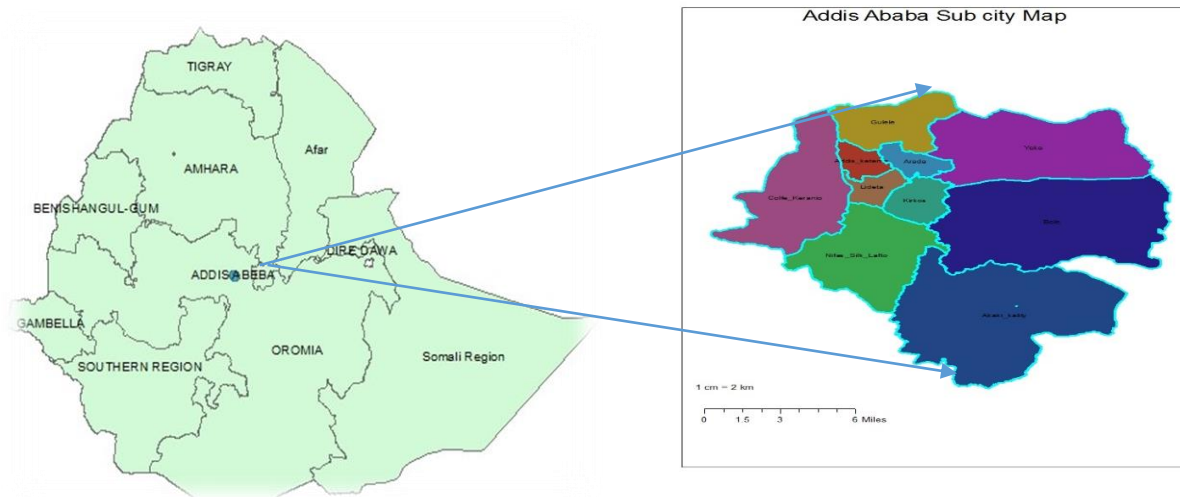 TIGRAY
Afar
AMHARA
BENISHANGUL-GUM
DIRE DAWA
ADDIS ABEBA
GAMBELLA
OROMIA
Somali Region
SOUTHERN REGION
Addis Ababa Sub city Map
Gulele
Yeka
Addis_ketema
Arada
Lideta
Kirkos
Colfe_Keranio
Bole
Nifas_Silk_Lafto
Akaki_kality
1 cm = 2 km
0 1.5 3 6 Miles